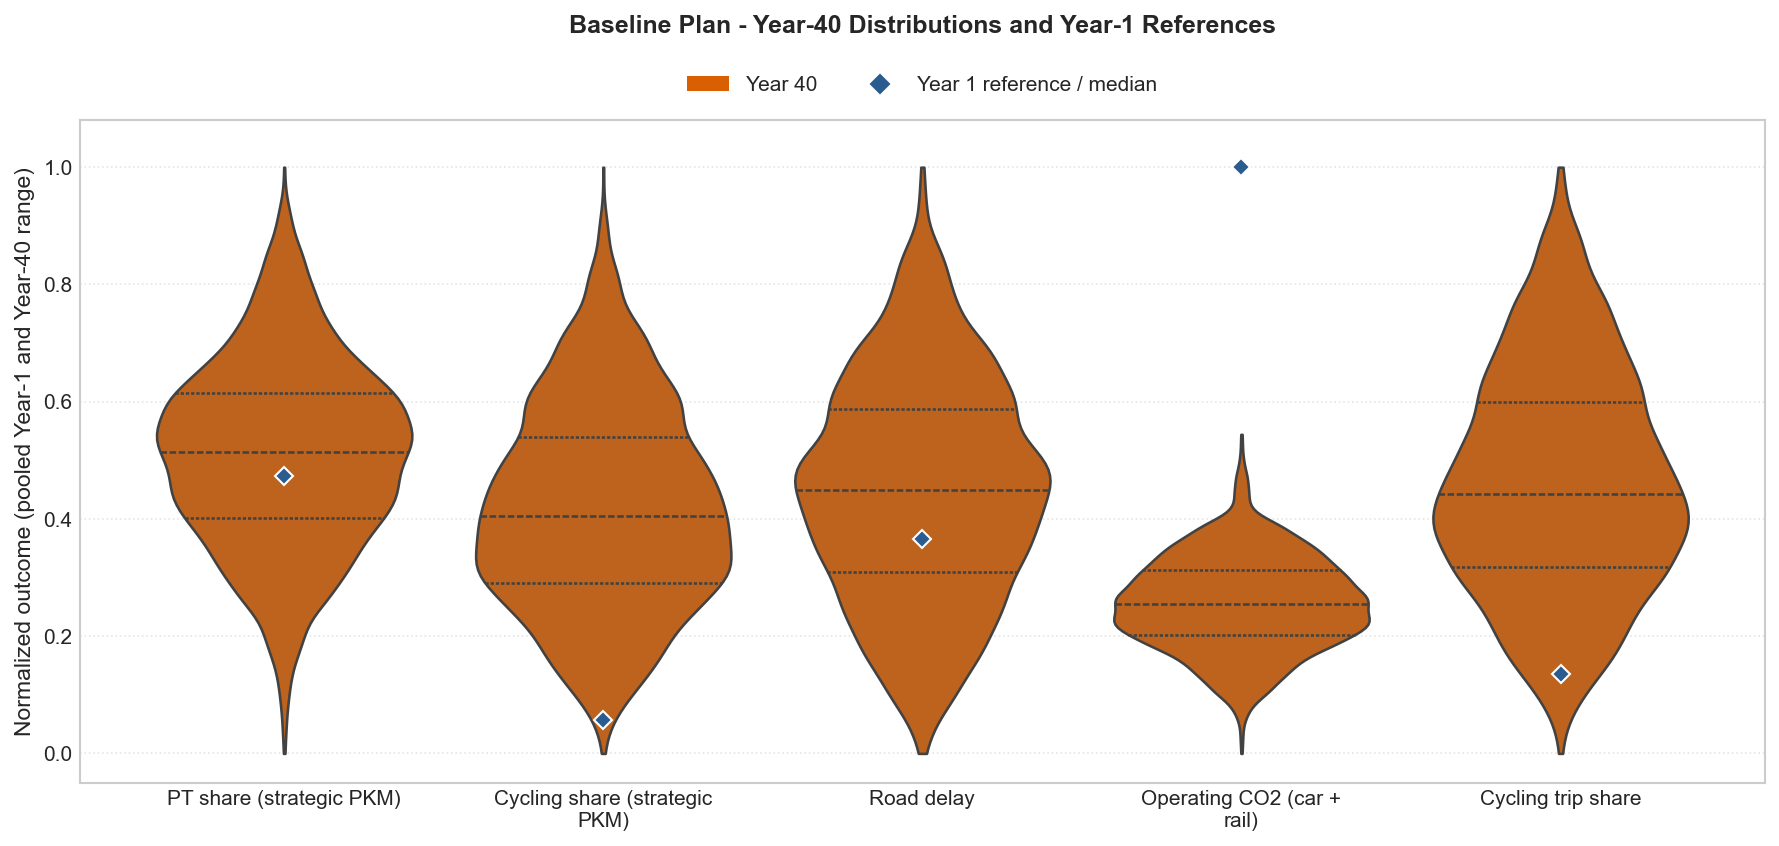 Baseline Plan - Year-40 Distributions and Year-1 References
Year 40
Year 1 reference / median
Normalized outcome (pooled Year-1 and Year-40 range)
1.0
0.8
0.6
0.4
0.2
0.0
PT share (strategic PKM)
Cycling share (strategic
PKM)
Road delay
Operating CO2 (car +
rail)
Cycling trip share